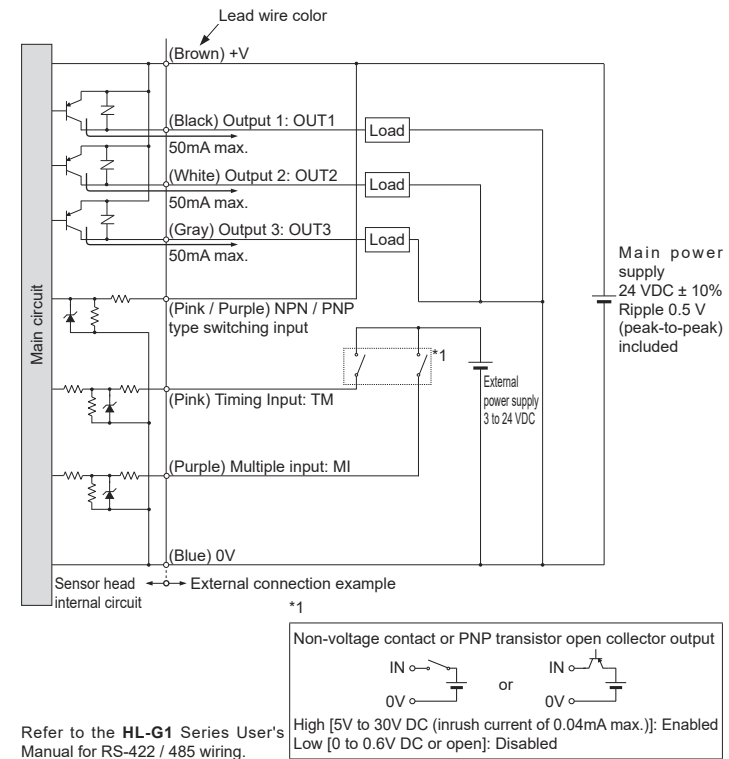 Lead wire color
(Brown) +V
(Black) Output 1: OUT1
Load
50mA max.
(White) Output 2: OUT2
Load
50mA max.
(Gray) Output 3: OUT3
Load
50mA max.
Main power
supply
24 VDC ± 10%
Ripple 0.5 V
(peak-to-peak)
included
Main circuit
(Pink / Purple) NPN / PNP
type switching input
*1
External
power supply
3 to 24 VDC
(Pink) Timing Input: TM
(Purple) Multiple input: MI
(Blue) 0V
Sensor head
internal circuit
External connection example
*1
Non-voltage contact or PNP transistor open collector output
IN
0V
or
IN
0V
High [5V to 30V DC (inrush current of 0.04mA max.)]: Enabled
Low [0 to 0.6V DC or open]: Disabled
Refer to the HL-G1 Series User's
Manual for RS-422 / 485 wiring.